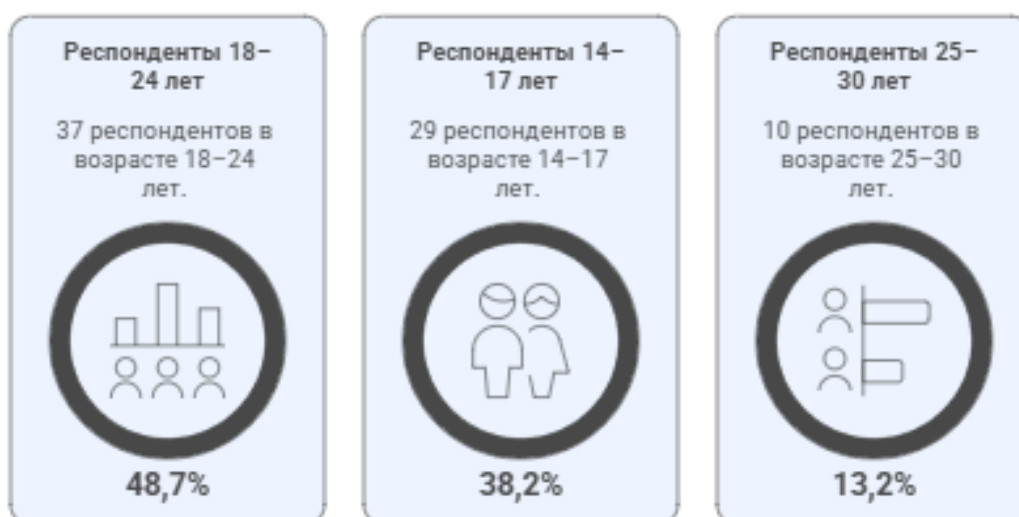 Респонденты 18–
24 лет
37 респондентов в
возрасте 18–24
лет.
48,7%
Респонденты 14–
17 лет
29 респондентов в
возрасте 14–17
лет.
38,2%
Респонденты 25–
30 лет
10 респондентов в
возрасте 25–30
лет.
13,2%